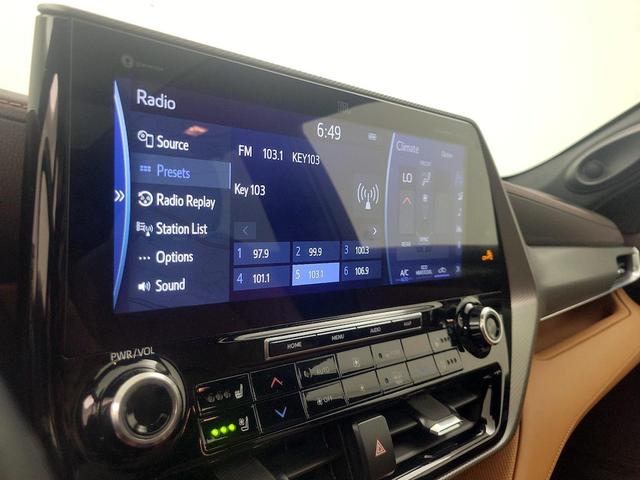 Radio
6:49
Source
Presets
Radio Replay
Station List
Options
Sound
FM 103.1 KEY103
Key 103
1 97.9 2 99.9 3 100.3
4 101.1 5 103.1 6 106.9
Climate
LO
A/C
HOME MENU AUDIO MAP
PWR/VOL
AUTO
OFF